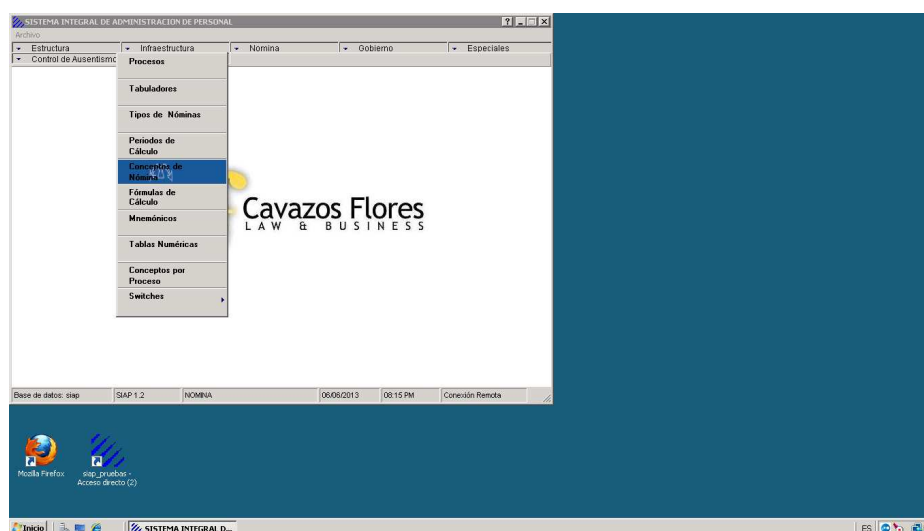 SISTEMA INTEGRAL DE ADMINISTRACION DE PERSONAL
Archivo
Estructura Infraestructura Nomina Gobierno Especiales
Control de Ausentismo
Procesos
Tabuladores
Tipos de Nóminas
Periodos de
Cálculo
Conceptos de
Nómina
Fórmulas de
Cálculo
Mnemónicos
Tablas Numéricas
Conceptos por
Proceso
Switches
Cavazos Flores
LAW & BUSINESS
Base de datos: siap SIAP 1.2 NOMINA 06/06/2013 08:15 PM Conexión Remota
Mozilla Firefox
siap_pruebas -
Acceso directo (2)
Inicio SISTEMA INTEGRAL D... ES